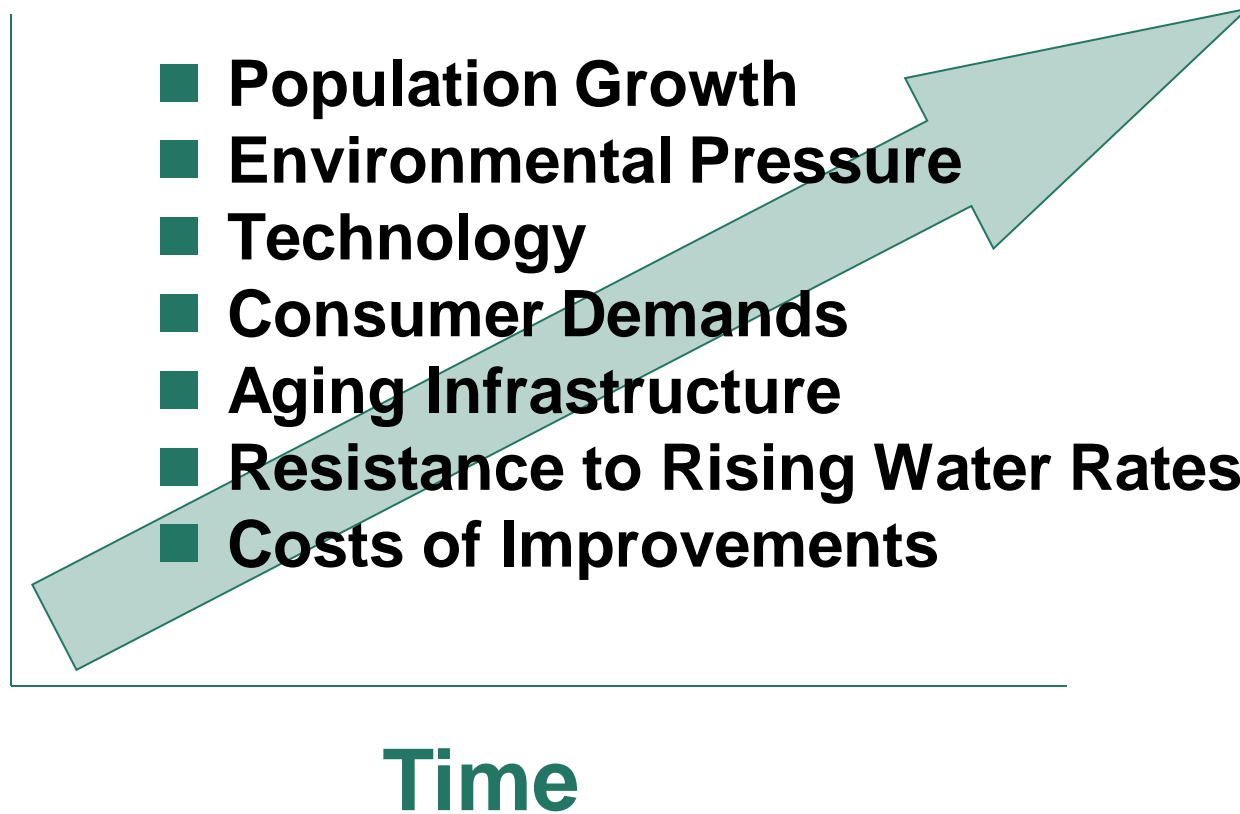 Population Growth
Environmental Pressure
Technology
Consumer Demands
Aging Infrastructure
Resistance to Rising Water Rates
Costs of Improvements
Time